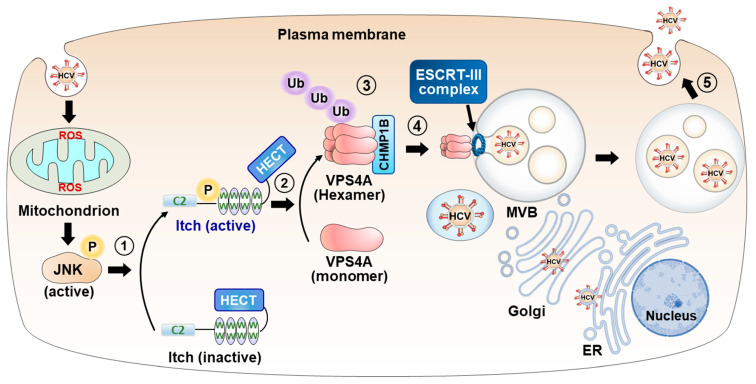 Plasma membrane
HCV
ROS
ROS
Mitochondrion
P
JNK
(active)
1
C2
P
HECT
Itch (active)
C2
HECT
Itch (inactive)
2
Ub
Ub
Ub
3
CHMP1B
VPS4A
(Hexamer)
VPS4A
(monomer)
4
ESCRT-III
complex
HCV
MVB
HCV
HCV
Golgi
HCV
ER
Nucleus
HCV
HCV
5
HCV
HCV